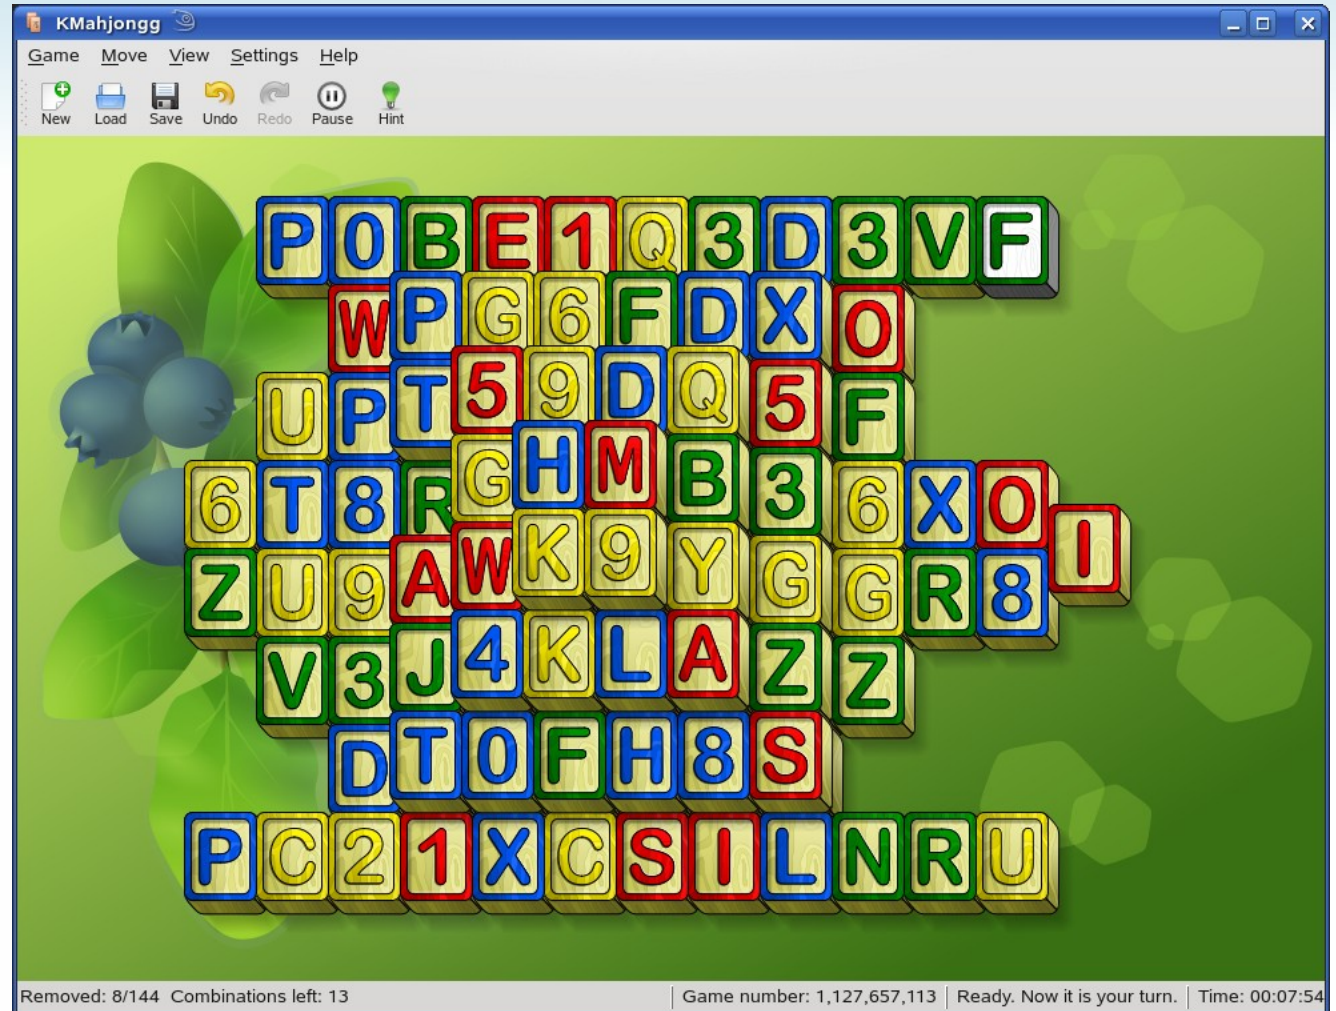 KMahjongg
Game Move View Settings Help
New Load Save Undo Redo Pause Hint
P 0 B E 1 Q 3 D 3 V F
W P G 6 F D X O
U P T 5 9 D Q 5 F
6 T 8 R G H M B 3 6 X O I
Z U 9 A W K 9 Y G G R 8
V 3 J 4 K L A Z Z
D T 0 F H 8 S
P C 2 1 X C S I L N R U
Removed: 8/144 Combinations left: 13 Game number: 1,127,657,113 Ready. Now it is your turn. Time: 00:07:54